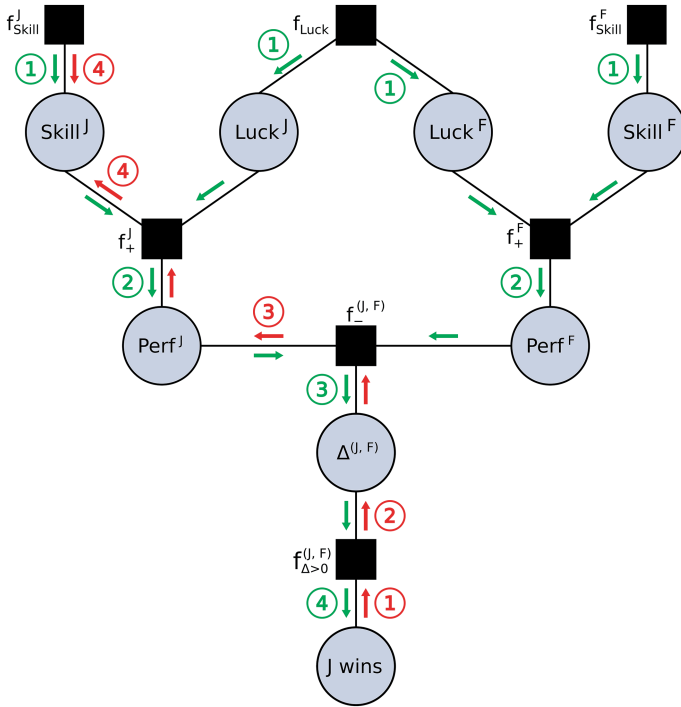 f^J_Skill
f_Luck
f^F_Skill
1 4
1
1
1
Skill^J
Luck^J
Luck^F
Skill^F
4
f^J_+
f^F_+
2
2
Perf^J
3
f^(J, F)_−
Perf^F
3
Δ^(J, F)
2
f^(J, F)_Δ>0
4 1
J wins